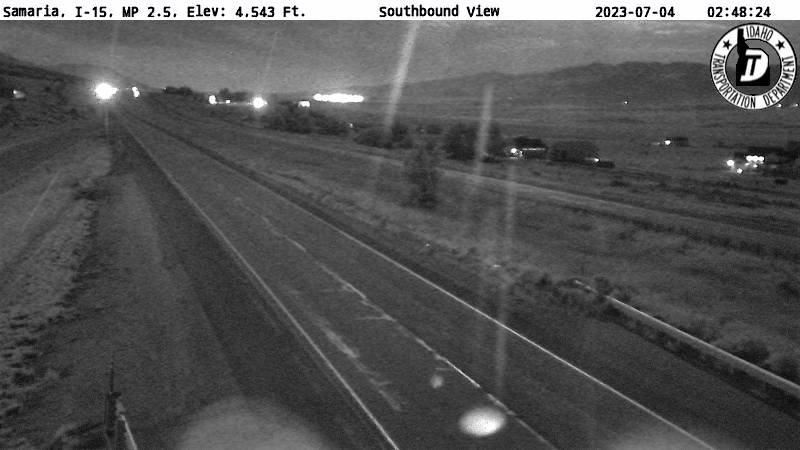 Samaria, I-15, MP 2.5, Elev: 4,543 Ft. Southbound View 2023-07-04 02:48:24
IDAHO
TRANSPORTATION DEPARTMENT